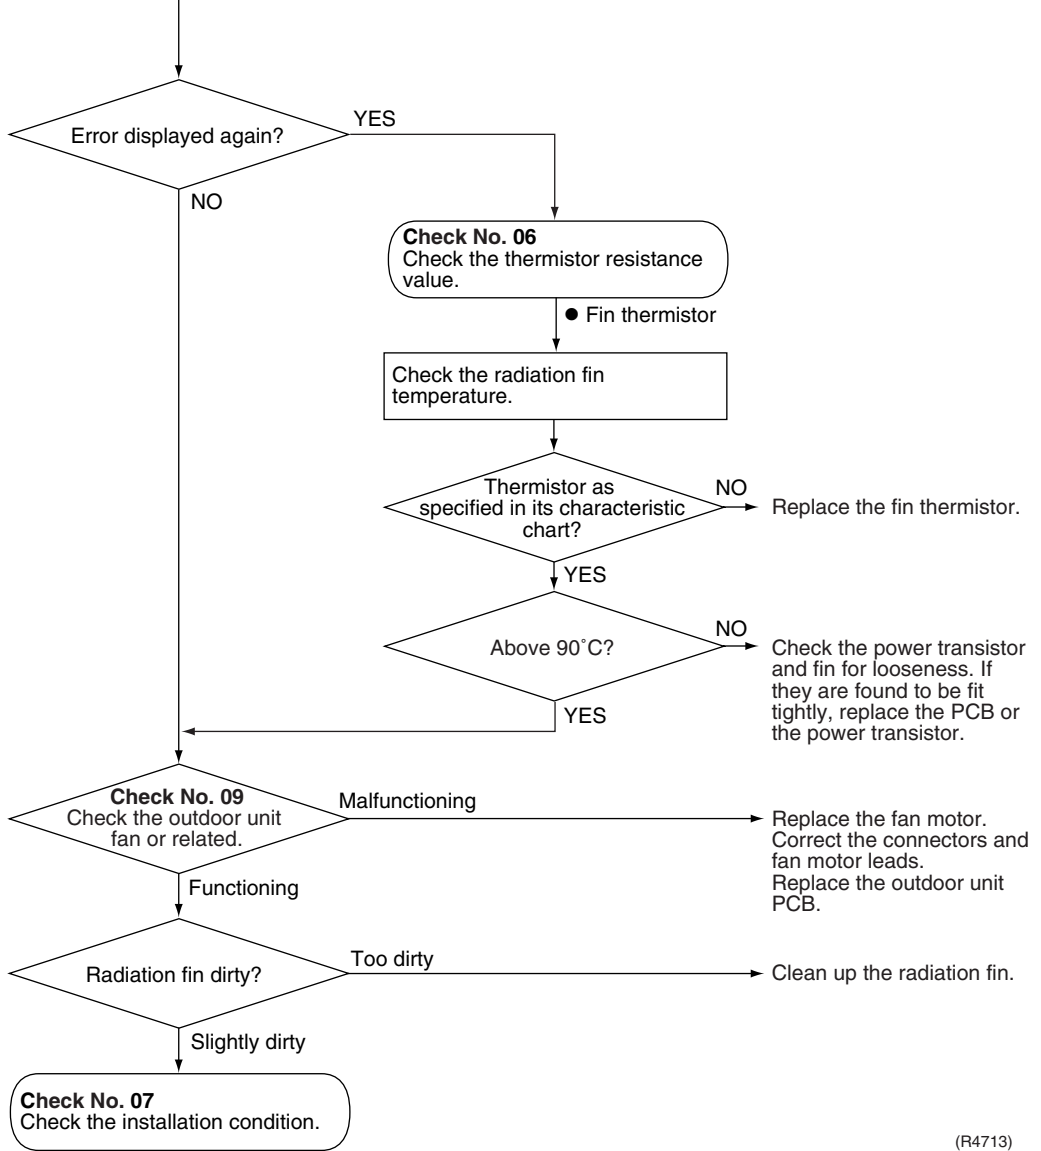 YES
Error displayed again?
NO
Check No. 06
Check the thermistor resistance
value.
● Fin thermistor
Check the radiation fin
temperature.
Thermistor as
specified in its characteristic
chart?
NO
Replace the fin thermistor.
YES
Above 90˚C?
NO
Check the power transistor
and fin for looseness. If
they are found to be fit
tightly, replace the PCB or
the power transistor.
YES
Check No. 09
Check the outdoor unit
fan or related.
Malfunctioning
Replace the fan motor.
Correct the connectors and
fan motor leads.
Replace the outdoor unit
PCB.
Functioning
Radiation fin dirty?
Too dirty
Clean up the radiation fin.
Slightly dirty
Check No. 07
Check the installation condition.
(R4713)